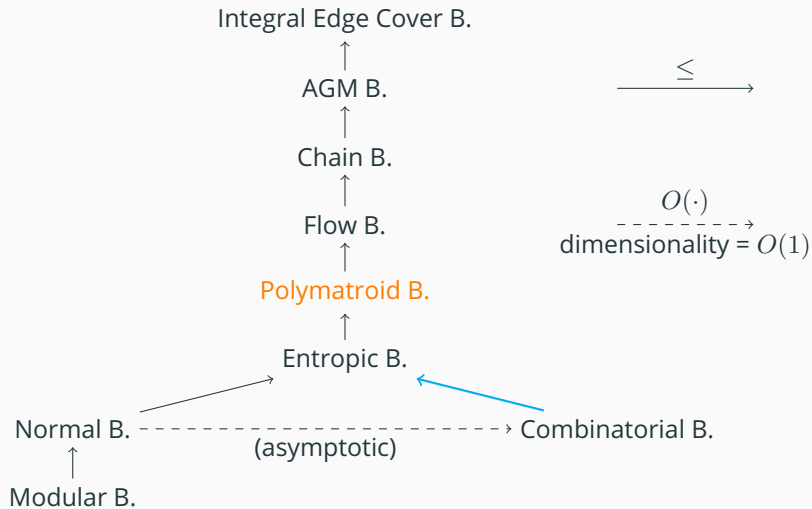 Integral Edge Cover B.
AGM B.
≤
Chain B.
O(·)
Flow B.
dimensionality = O(1)
Polymatroid B.
Entropic B.
Normal B.
(asymptotic)
Combinatorial B.
Modular B.